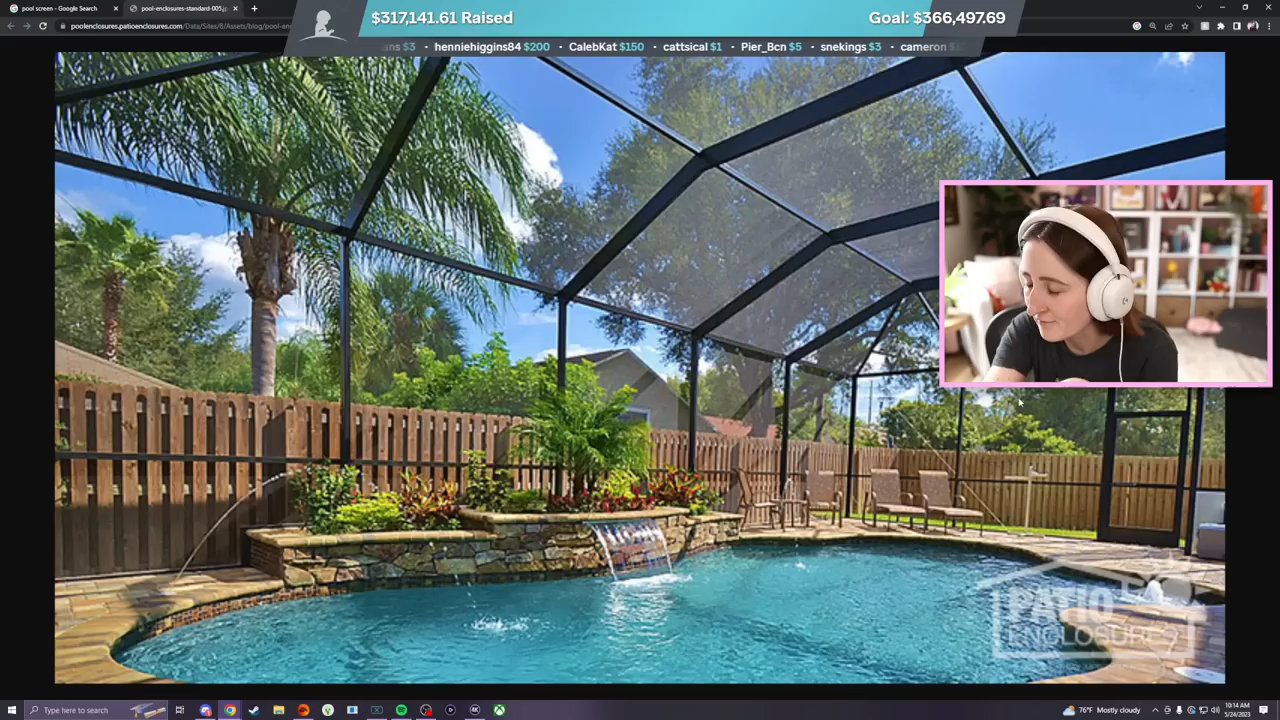 pool screen - Google Search
pool-enclosures-standard-005.j
poolenclosures.patioenclosures.com/Data/Sites/8/Assets/blog/pool-en
$317,141.61 Raised
Goal: $366,497.69
ans $3 • henniehiggins84 $200 • CalebKat $150 • cattsical $1 • Pier_Bcn $5 • snekings $3 • cameron
PATIO
ENCLOSURES
Type here to search
76°F Mostly cloudy
10:14 AM
5/24/2023